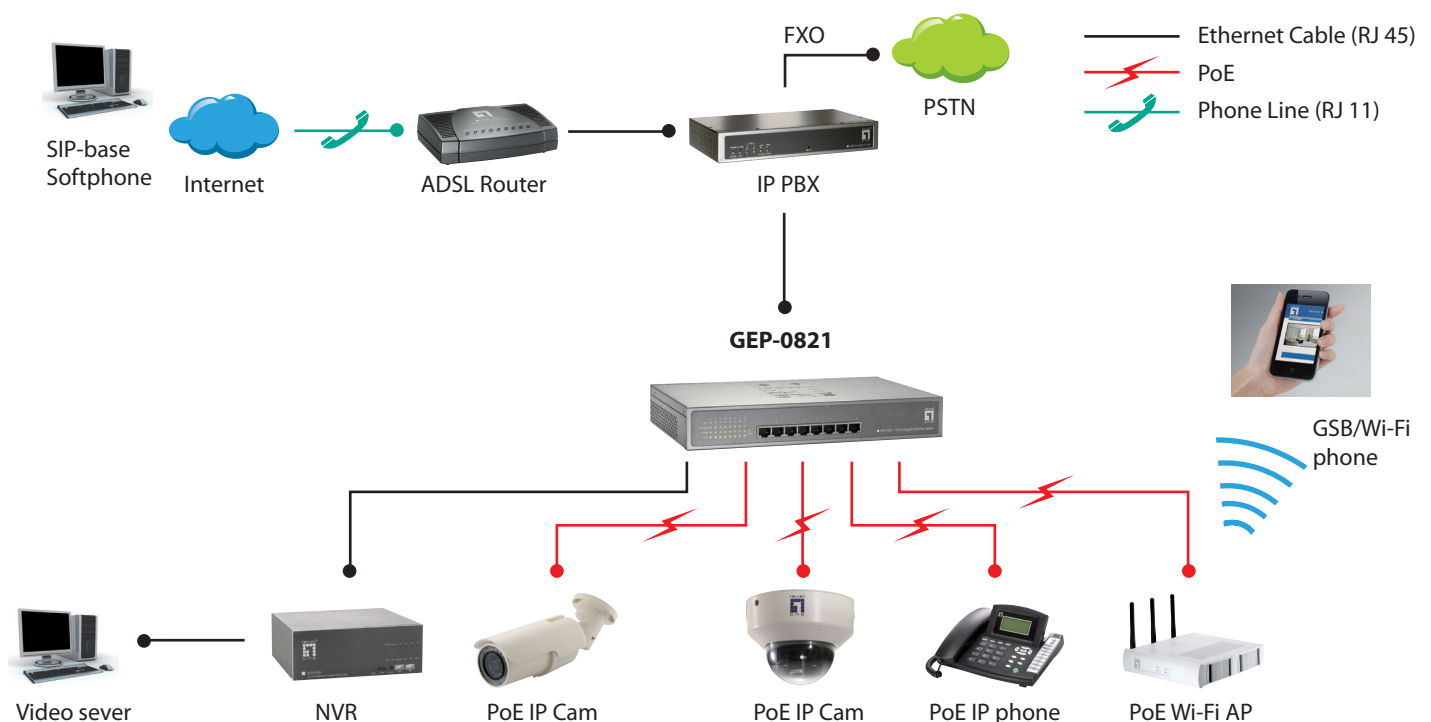 FXO
Ethernet Cable (RJ 45)
PoE
Phone Line (RJ 11)
PSTN
SIP-base
Softphone
Internet
ADSL Router
IP PBX
GEP-0821
GSB/Wi-Fi
phone
level
one
Video sever
NVR
PoE IP Cam
PoE IP Cam
PoE IP phone
PoE Wi-Fi AP